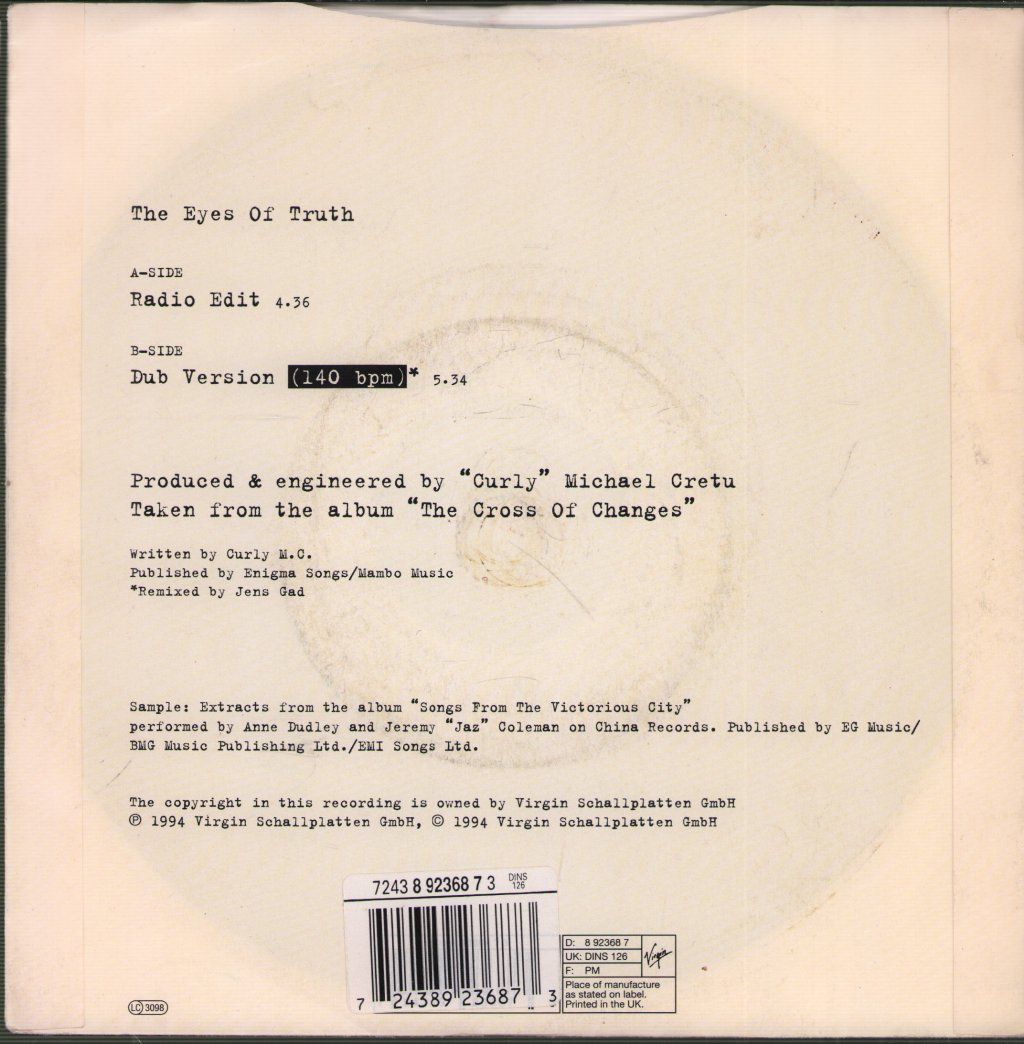 The Eyes Of Truth
A-SIDE
Radio Edit 4.36
B-SIDE
Dub Version (140 bpm)* 5.34
Produced & engineered by “Curly” Michael Cretu
Taken from the album “The Cross Of Changes”
Written by Curly M.C.
Published by Enigma Songs/Mambo Music
*Remixed by Jens Gad
Sample: Extracts from the album “Songs From The Victorious City”
performed by Anne Dudley and Jeremy “Jaz” Coleman on China Records. Published by EG Music/
BMG Music Publishing Ltd./EMI Songs Ltd.
The copyright in this recording is owned by Virgin Schallplatten GmbH
℗ 1994 Virgin Schallplatten GmbH, © 1994 Virgin Schallplatten GmbH
7243 8 92368 7 3 DINS 126
7 24389 23687 3
D: 8 92368 7
UK: DINS 126
F: PM
Virgin
Place of manufacture
as stated on label.
Printed in the UK.
LC 3098